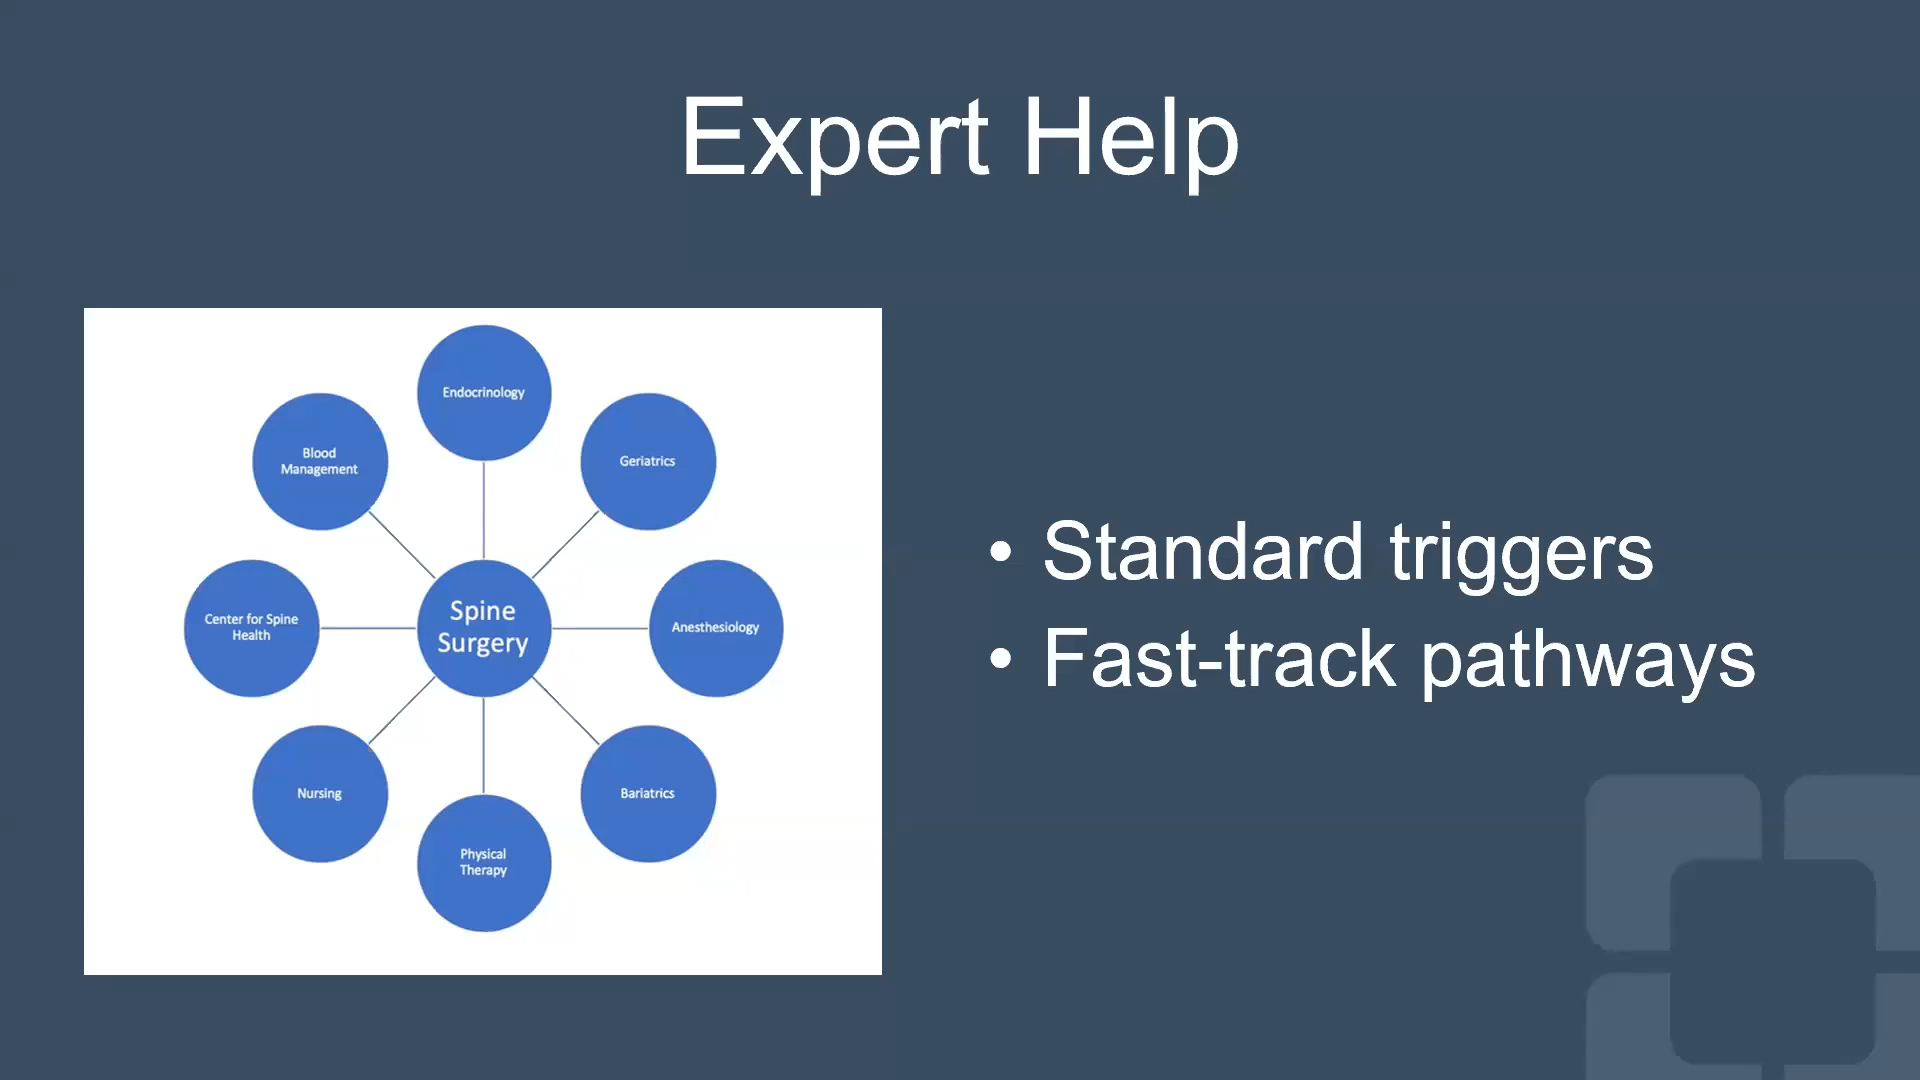 Expert Help
Endocrinology
Blood
Management
Geriatrics
Center for Spine
Health
Spine
Surgery
Anesthesiology
Nursing
Bariatrics
Physical
Therapy
• Standard triggers
• Fast-track pathways